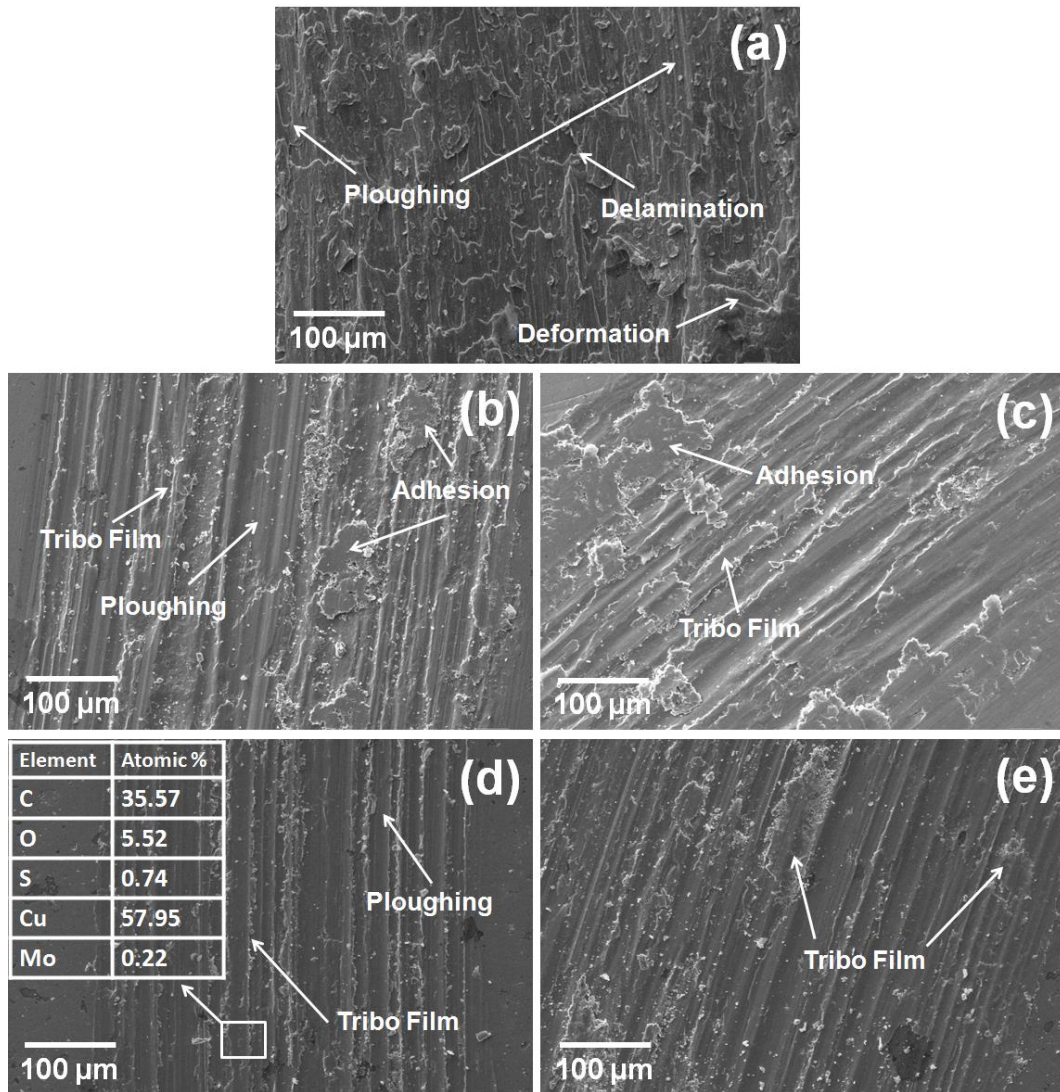 (a)
Ploughing
Delamination
Deformation
100 µm
(b)
Adhesion
Tribo Film
Ploughing
100 µm
(c)
Adhesion
Tribo Film
100 µm
(d)
Element Atomic %
C 35.57
O 5.52
S 0.74
Cu 57.95
Mo 0.22
Ploughing
Tribo Film
100 µm
(e)
Tribo Film
100 µm